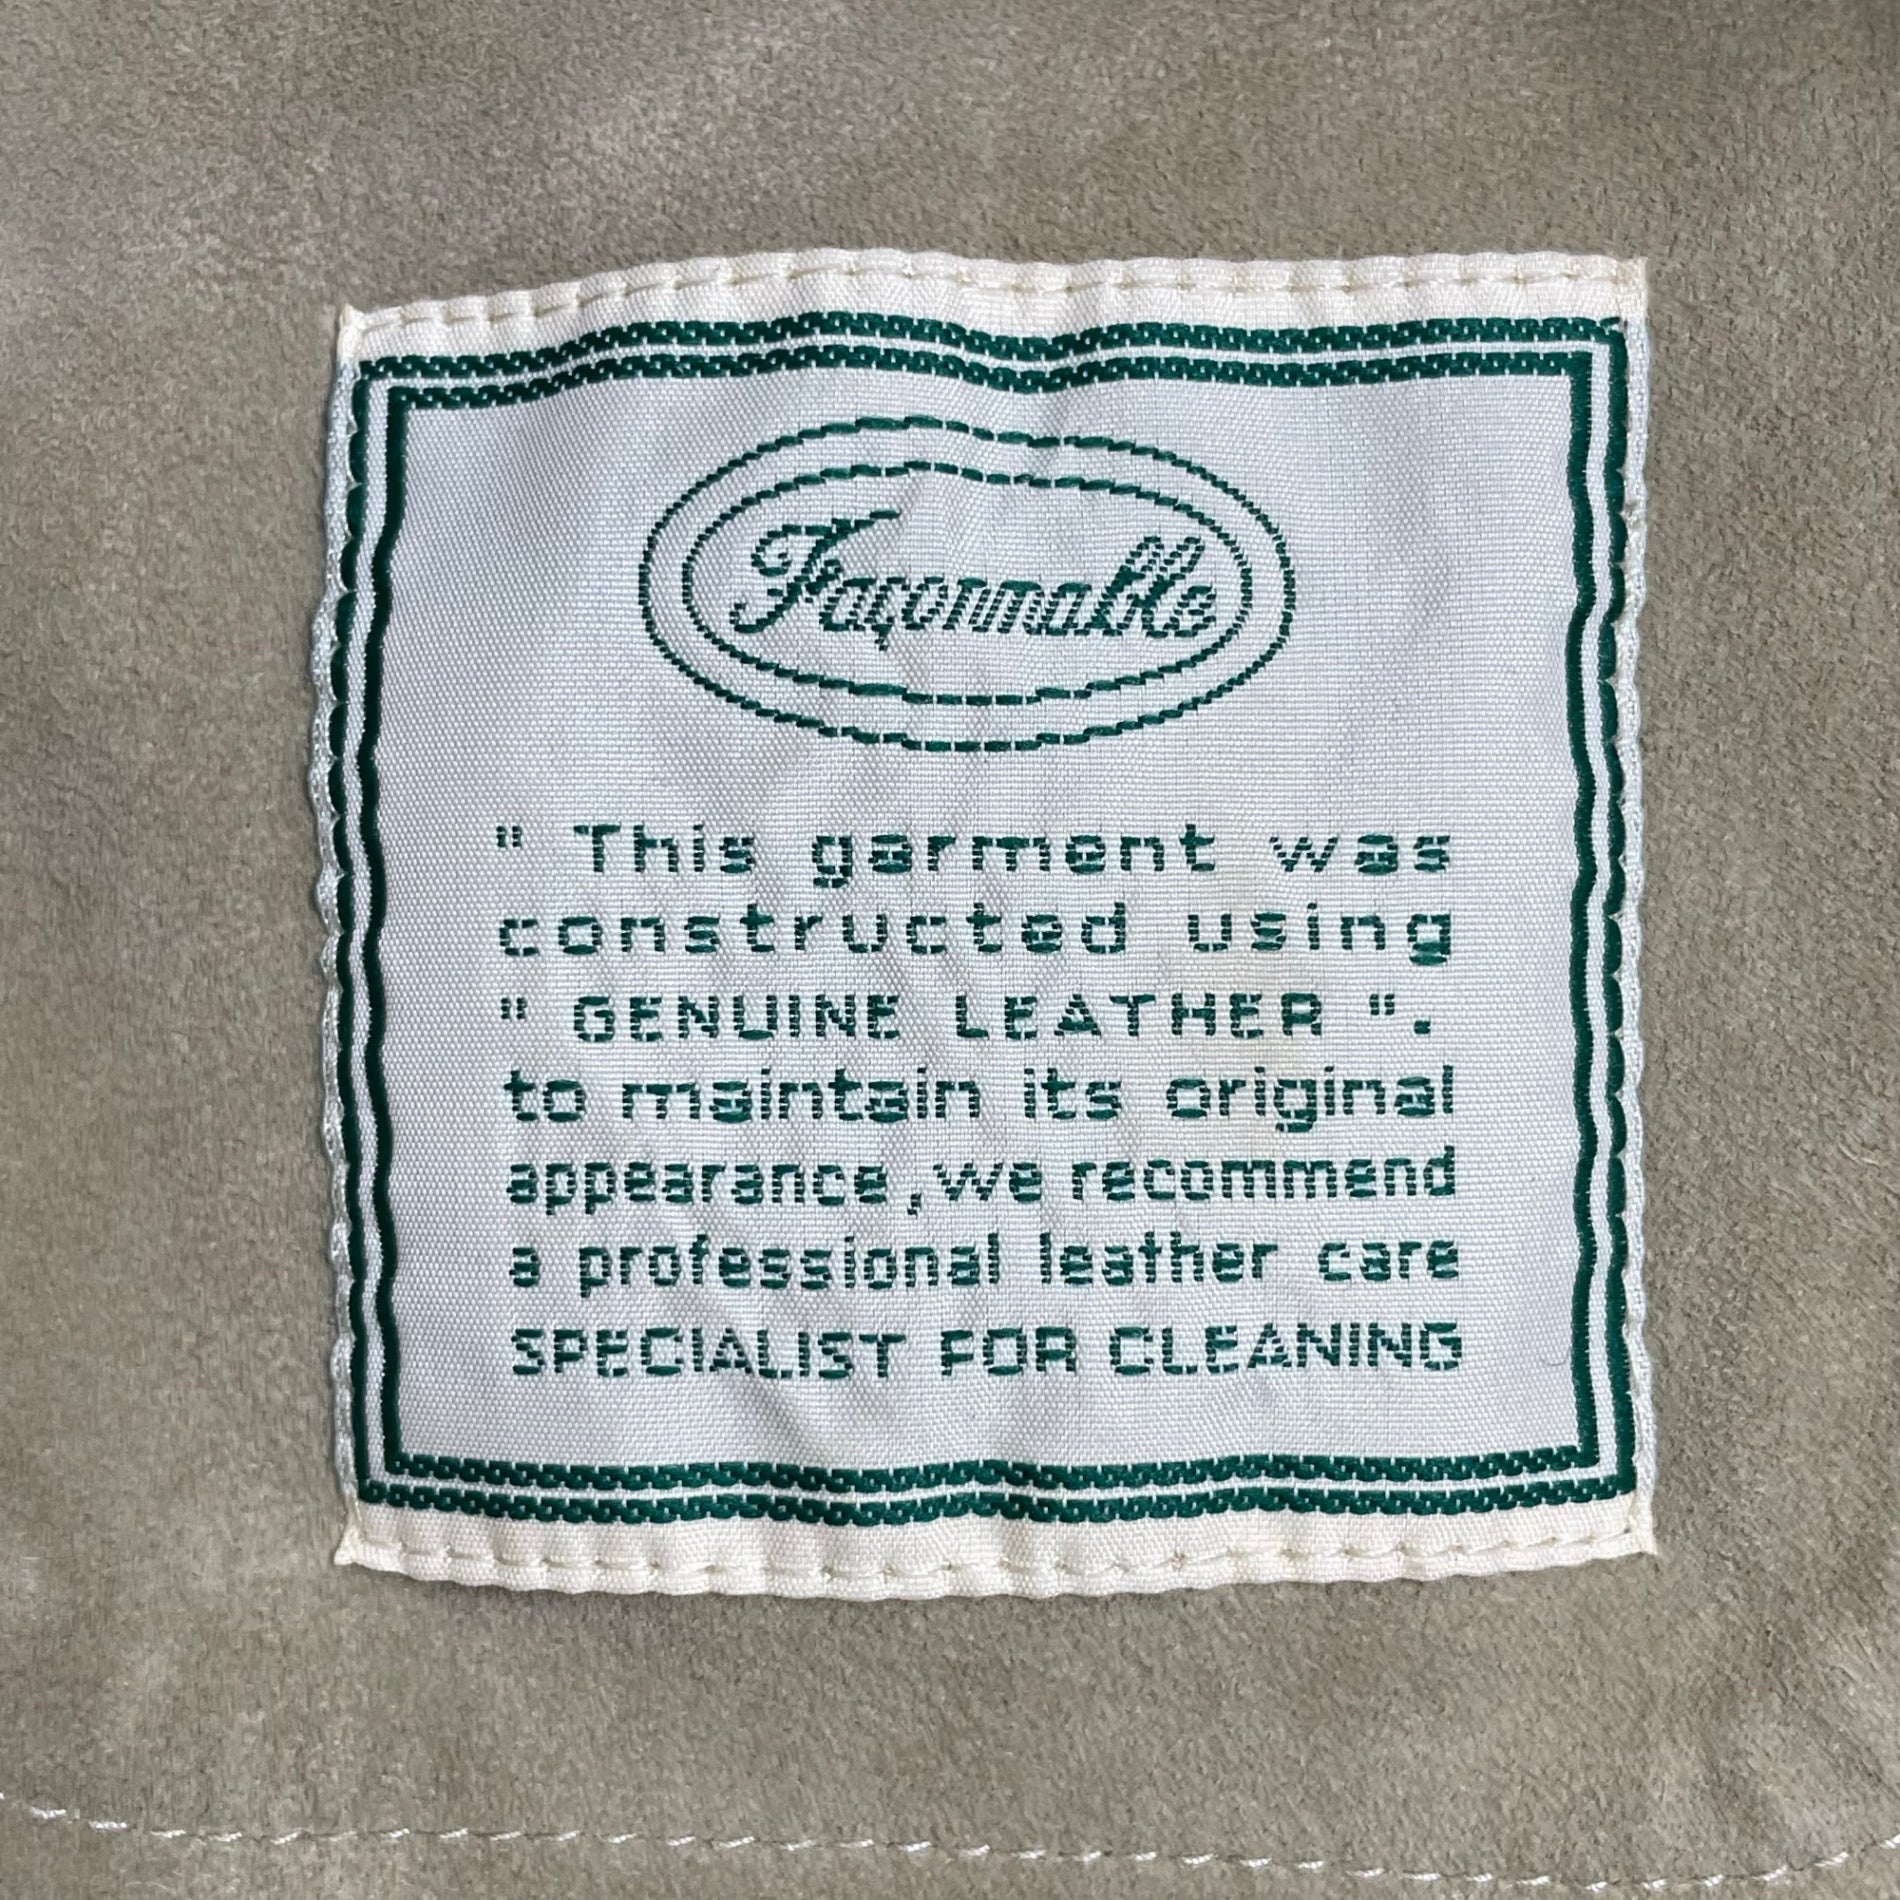 Façonnable
" This garment was
constructed using
" GENUINE LEATHER ".
to maintain its original
appearance, we recommend
a professional leather care
SPECIALIST FOR CLEANING